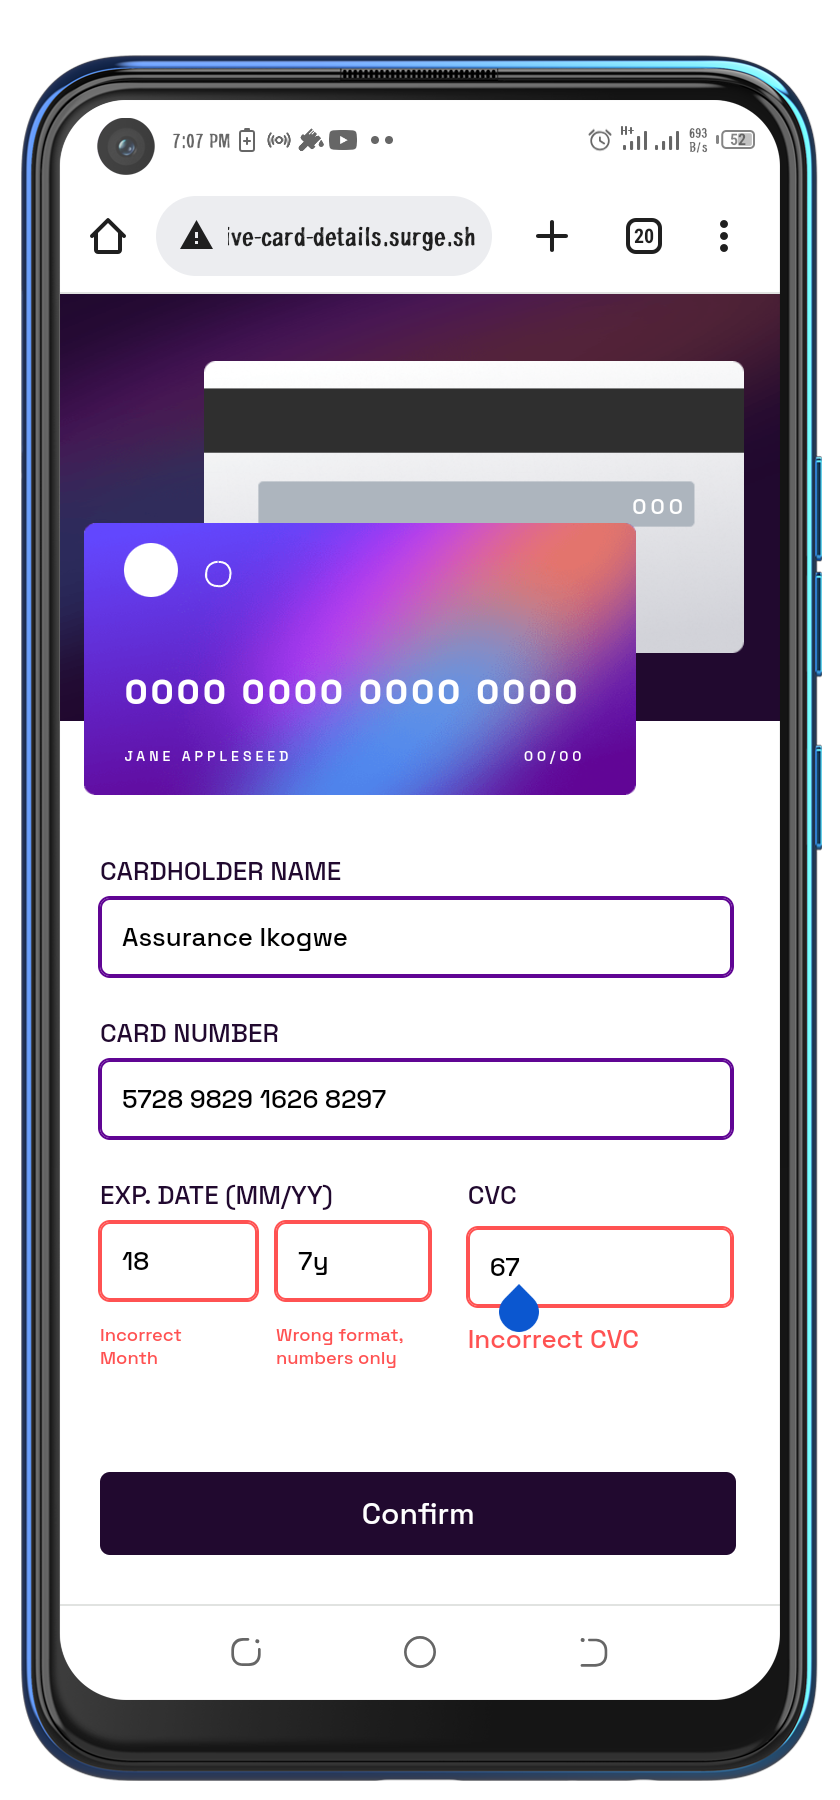 7:07 PM
H+
693 B/s
52
ive-card-details.surge.sh
20
000
0000 0000 0000 0000
JANE APPLESEED 00/00
CARDHOLDER NAME
Assurance Ikogwe
CARD NUMBER
5728 9829 1626 8297
EXP. DATE (MM/YY) CVC
18 7y 67
Incorrect Month
Wrong format, numbers only
Incorrect CVC
Confirm